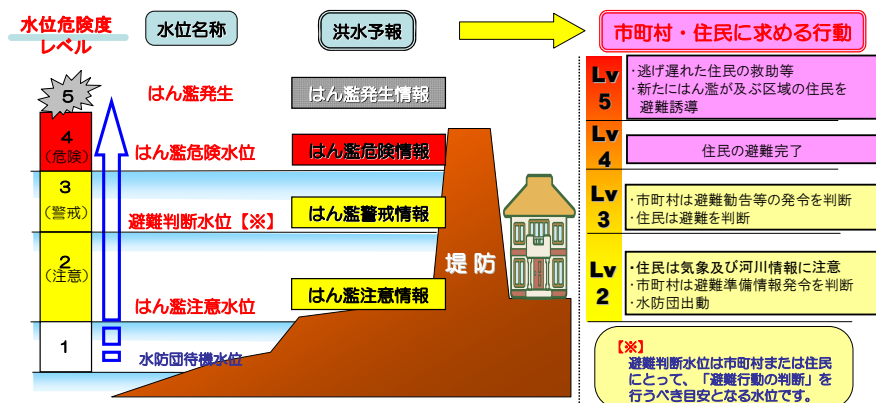 水位危険度
レベル
水位名称
洪水予報
市町村・住民に求める行動
5
はん濫発生
はん濫発生情報
Lv
5
・逃げ遅れた住民の救助等
・新たにはん濫が及ぶ区域の住民を
避難誘導
4
(危険)
はん濫危険水位
はん濫危険情報
Lv
4
住民の避難完了
3
(警戒)
避難判断水位【※】
はん濫警戒情報
Lv
3
・市町村は避難勧告等の発令を判断
・住民は避難を判断
2
(注意)
はん濫注意水位
はん濫注意情報
堤防
Lv
2
・住民は気象及び河川情報に注意
・市町村は避難準備情報発令を判断
・水防団出動
1
水防団待機水位
【※】
避難判断水位は市町村または住民
にとって、「避難行動の判断」を
行うべき目安となる水位です。